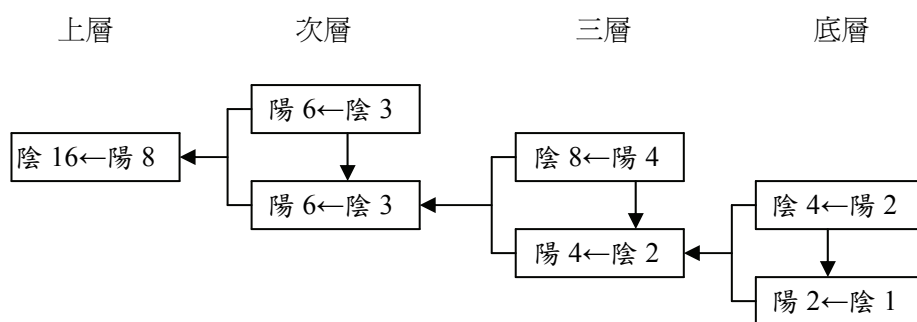 上層 次層 三層 底層
陽 6←陰 3
陰 16←陽 8
陰 8←陽 4
陽 6←陰 3
陰 4←陽 2
陽 4←陰 2
陽 2←陰 1